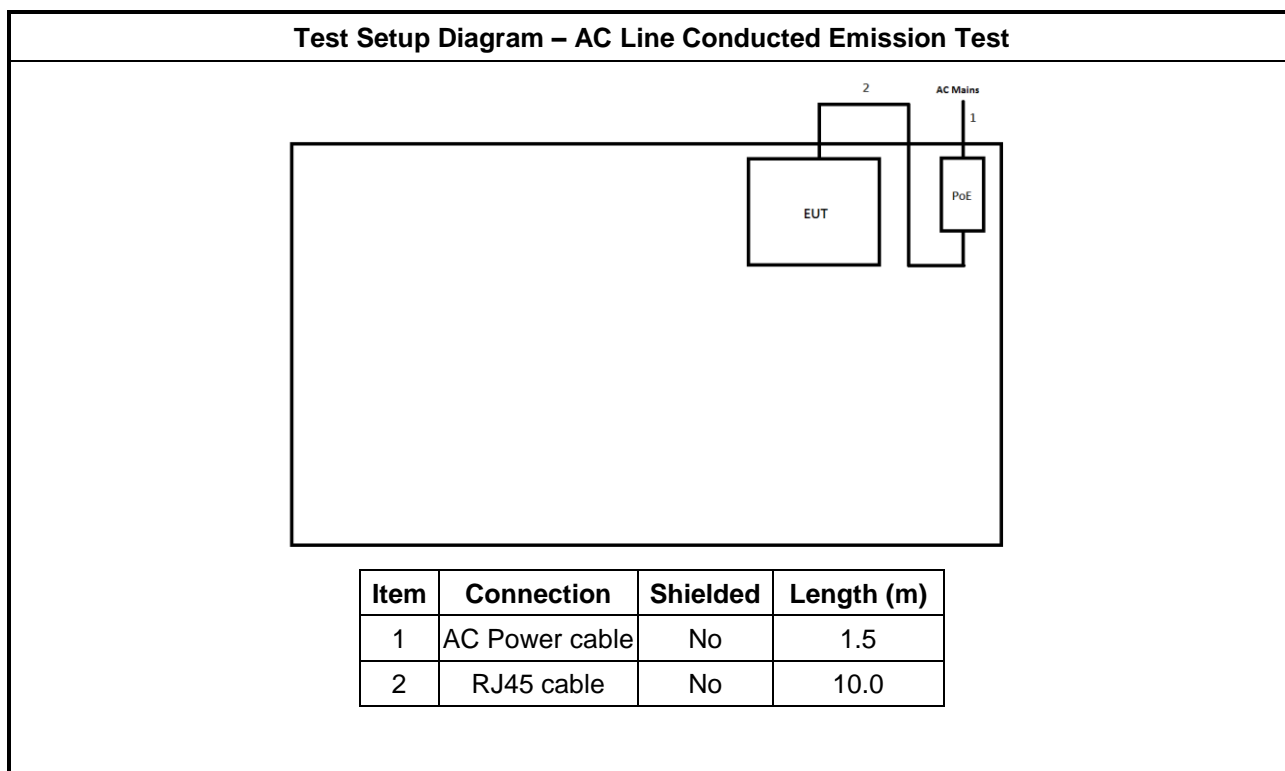 Test Setup Diagram – AC Line Conducted Emission Test
2
AC Mains
1
EUT
PoE
Item Connection Shielded Length (m)
1 AC Power cable No 1.5
2 RJ45 cable No 10.0